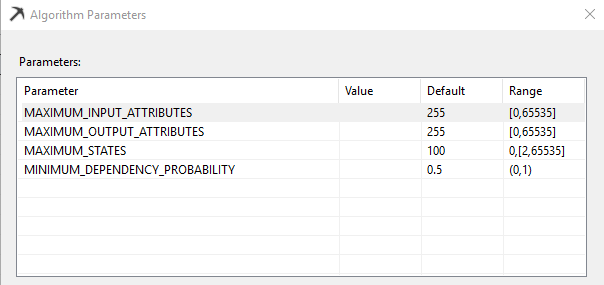 Algorithm Parameters
Parameters:
Parameter Value Default Range
MAXIMUM_INPUT_ATTRIBUTES 255 [0,65535]
MAXIMUM_OUTPUT_ATTRIBUTES 255 [0,65535]
MAXIMUM_STATES 100 0,[2,65535]
MINIMUM_DEPENDENCY_PROBABILITY 0.5 (0,1)